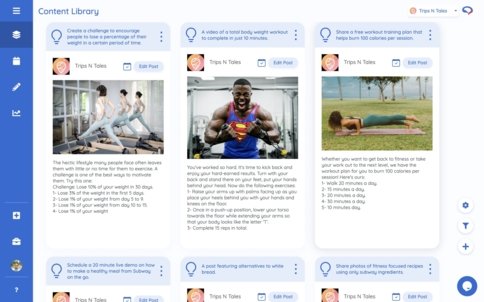 Content Library
Trips N Tales
Create a challenge to encourage
people to lose a percentage of their
weight in a certain period of time.
Trips N Tales
Edit Post
The hectic lifestyle many people face often leaves
them with little or no time for them to exercise. A
challenge is one of the best ways to motivate
them. Try this one:
Challenge: Lose 10% of your weight in 30 days.
1- Lose 3% of the weight in the first 5 days
2- Lose 1% of your weight from day 5 to 9
3- Lose 1% of your weight from day 10 to 15
4- Lose 1% of your weight
A video of a total body weight workout
to complete in just 10 minutes.
Trips N Tales
Edit Post
You've worked so hard. It's time to kick back and
enjoy your hard-earned results. Turn with your
back and stand on your feet, put your hands
behind your head. Now do the following exercises:
1- Raise your arms up with palms facing up as you
place your heels behind you with your hands and
knees on the floor.
2- Once in a push-up position, lower your torso
towards the floor while extending your arms so
that your body looks like the letter "I".
3- Complete 15 reps in total.
Share a free workout training plan that
helps burn 100 calories per session.
Trips N Tales
Edit Post
Whether you want to get back to fitness or take
your work out to the next level, we have the
workout plan for you to burn 100 calories per
session! Here's ours:
1- Walk 20 minutes a day.
2- 15 minutes a day.
3- 20 minutes a day.
4- 30 minutes a day
5- 10 minutes day.
Schedule a 20 minute live demo on how
to make a healthy meal from Subway
on the go.
Trips N Tales
Edit Post
A post featuring alternatives to white
bread.
Trips N Tales
Edit Post
Share photos of fitness focused recipes
using only subway ingredients
Trips N Tales
Edit Post